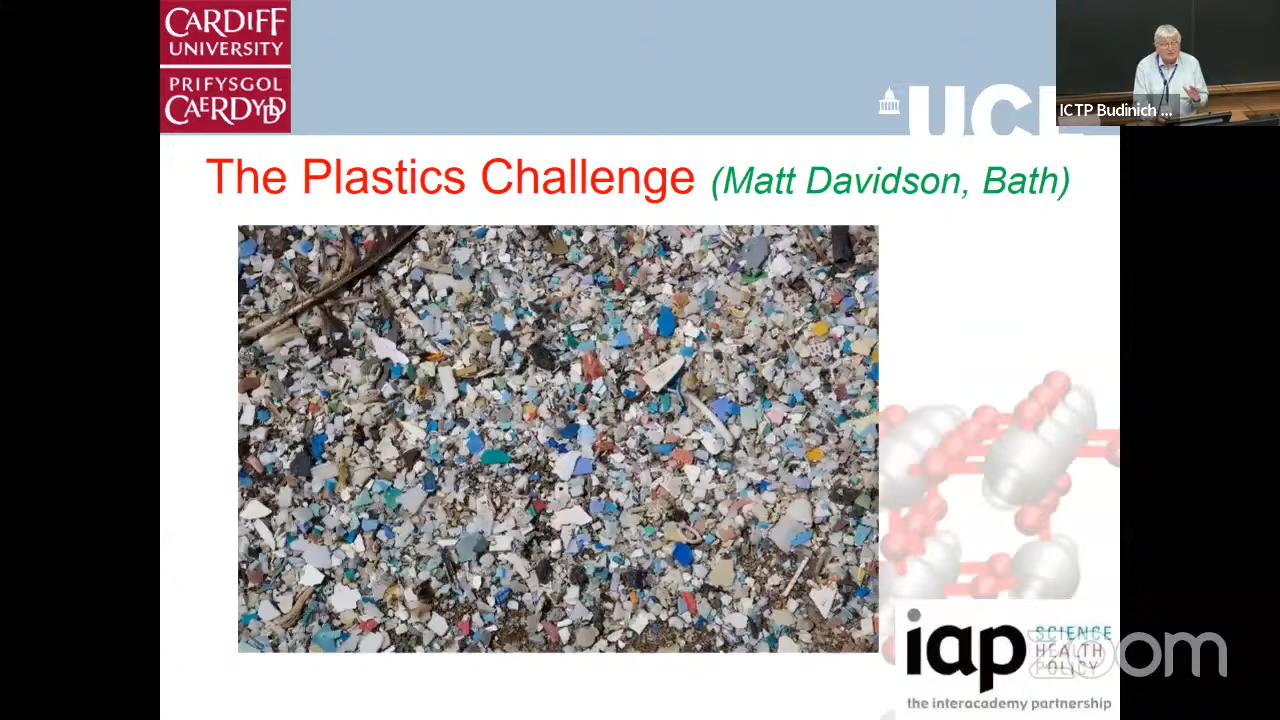 CARDIFF
UNIVERSITY
PRIFYSGOL
CAERDYDD
UCL
ICTP Budinich ...
The Plastics Challenge (Matt Davidson, Bath)
iap SCIENCE
HEALTH
POLICY
zoom
the interacademy partnership